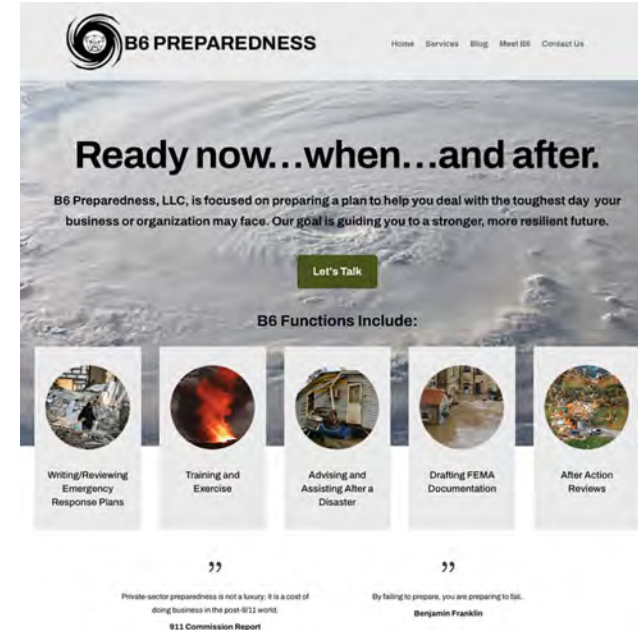 B6 PREPAREDNESS
Home Services Blog Meet B6 Contact Us
Ready now...when...and after.
B6 Preparedness, LLC, is focused on preparing a plan to help you deal with the toughest day your
business or organization may face. Our goal is guiding you to a stronger, more resilient future.
Let's Talk
B6 Functions Include:
Writing/Reviewing
Emergency
Response Plans
Training and
Exercise
Advising and
Assisting After a
Disaster
Drafting FEMA
Documentation
After Action
Reviews
”
Private-sector preparedness is not a luxury; it is a cost of
doing business in the post-9/11 world.
911 Commission Report
”
By failing to prepare, you are preparing to fail.
Benjamin Franklin